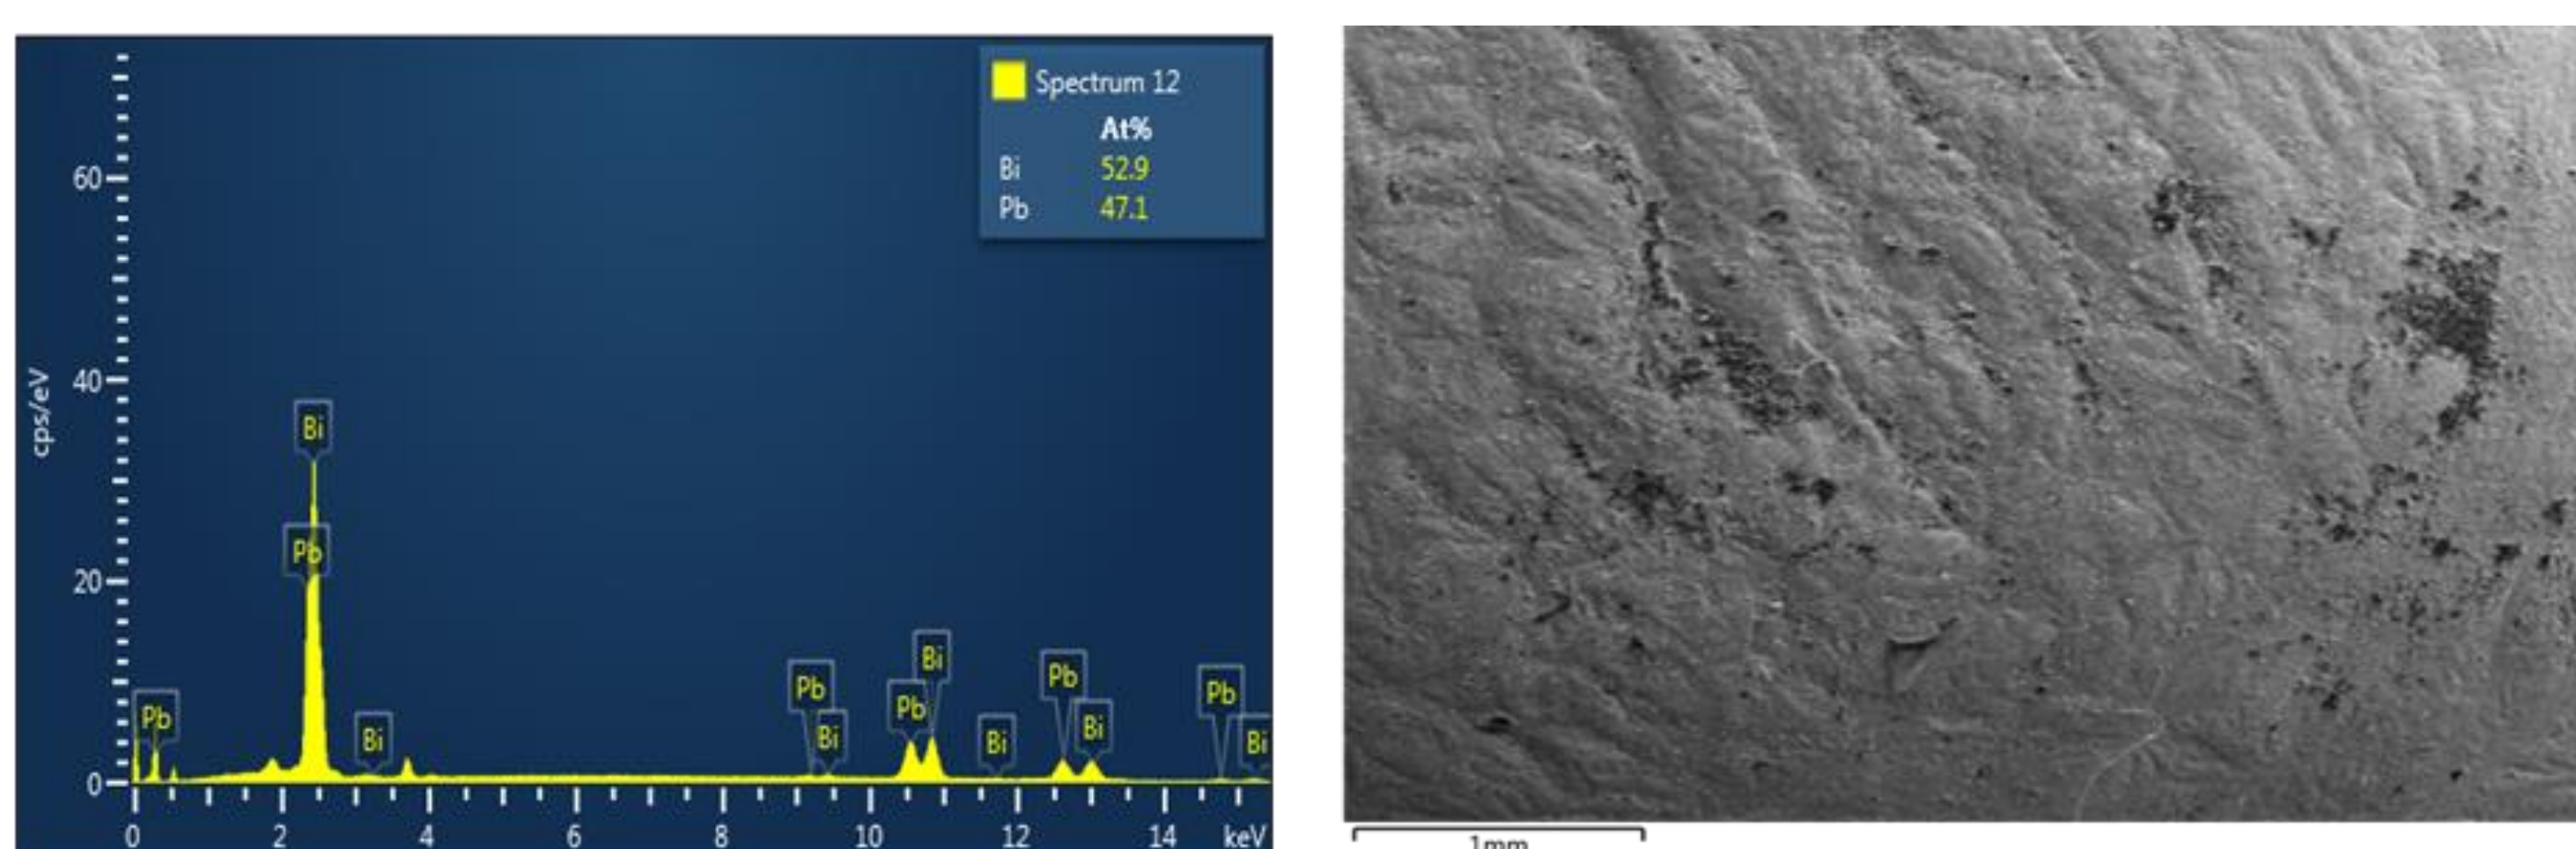 Spectrum 12
At%
Bi 52.9
Pb 47.1
60
40
20
0
cps/eV
Bi
Pb
Pb
Bi
Pb
Bi
Pb
Bi
Bi
Pb
Bi
Pb
Bi
0 2 4 6 8 10 12 14 keV
1mm